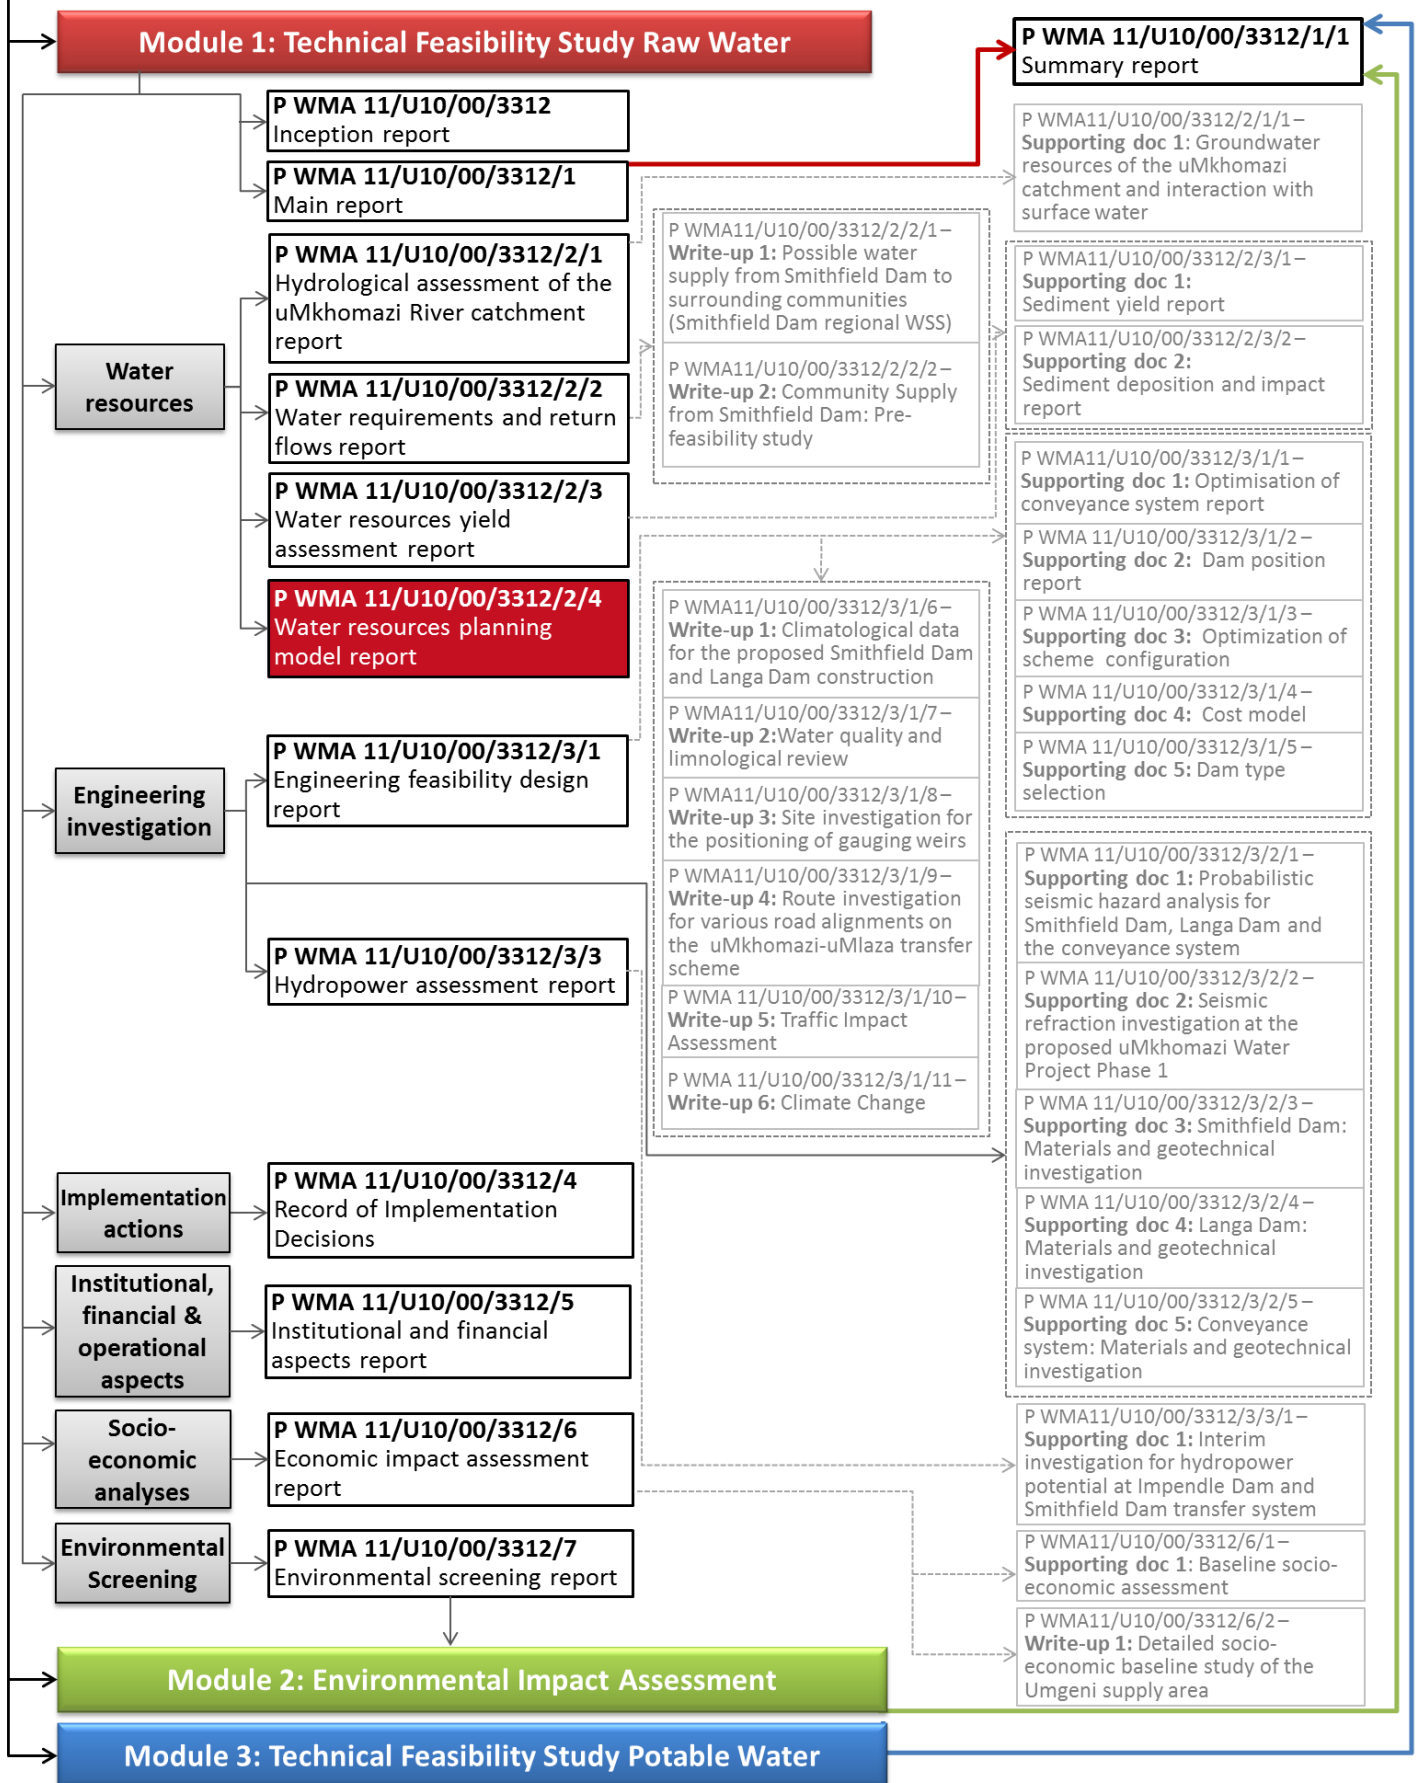 Module 1: Technical Feasibility Study Raw Water
P WMA 11/U10/00/3312/1/1
Summary report
P WMA 11/U10/00/3312
Inception report
P WMA 11/U10/00/3312/1
Main report
Water
resources
P WMA 11/U10/00/3312/2/1
Hydrological assessment of the
uMkhomazi River catchment
report
P WMA 11/U10/00/3312/2/2
Water requirements and return
flows report
P WMA 11/U10/00/3312/2/3
Water resources yield
assessment report
P WMA 11/U10/00/3312/2/4
Water resources planning
model report
Engineering
investigation
P WMA 11/U10/00/3312/3/1
Engineering feasibility design
report
P WMA 11/U10/00/3312/3/3
Hydropower assessment report
Implementation
actions
P WMA 11/U10/00/3312/4
Record of Implementation
Decisions
Institutional,
financial &
operational
aspects
P WMA 11/U10/00/3312/5
Institutional and financial
aspects report
Socio-
economic
analyses
P WMA 11/U10/00/3312/6
Economic impact assessment
report
Environmental
Screening
P WMA 11/U10/00/3312/7
Environmental screening report
P WMA11/U10/00/3312/2/2/1 –
Write-up 1: Possible water
supply from Smithfield Dam to
surrounding communities
(Smithfield Dam regional WSS)
P WMA11/U10/00/3312/2/2/2 –
Write-up 2: Community Supply
from Smithfield Dam: Pre-
feasibility study
P WMA11/U10/00/3312/3/1/6 –
Write-up 1: Climatological data
for the proposed Smithfield Dam
and Langa Dam construction
P WMA11/U10/00/3312/3/1/7 –
Write-up 2:Water quality and
limnological review
P WMA11/U10/00/3312/3/1/8 –
Write-up 3: Site investigation for
the positioning of gauging weirs
P WMA11/U10/00/3312/3/1/9 –
Write-up 4: Route investigation
for various road alignments on
the uMkhomazi-uMlaza transfer
scheme
P WMA 11/U10/00/3312/3/1/10 –
Write-up 5: Traffic Impact
Assessment
P WMA 11/U10/00/3312/3/1/11 –
Write-up 6: Climate Change
P WMA11/U10/00/3312/2/1/1 –
Supporting doc 1: Groundwater
resources of the uMkhomazi
catchment and interaction with
surface water
P WMA11/U10/00/3312/2/3/1 –
Supporting doc 1:
Sediment yield report
P WMA11/U10/00/3312/2/3/2 –
Supporting doc 2:
Sediment deposition and impact
report
P WMA11/U10/00/3312/3/1/1 –
Supporting doc 1: Optimisation of
conveyance system report
P WMA 11/U10/00/3312/3/1/2 –
Supporting doc 2: Dam position
report
P WMA 11/U10/00/3312/3/1/3 –
Supporting doc 3: Optimization of
scheme configuration
P WMA 11/U10/00/3312/3/1/4 –
Supporting doc 4: Cost model
P WMA 11/U10/00/3312/3/1/5 –
Supporting doc 5: Dam type
selection
P WMA 11/U10/00/3312/3/2/1 –
Supporting doc 1: Probabilistic
seismic hazard analysis for
Smithfield Dam, Langa Dam and
the conveyance system
P WMA 11/U10/00/3312/3/2/2 –
Supporting doc 2: Seismic
refraction investigation at the
proposed uMkhomazi Water
Project Phase 1
P WMA 11/U10/00/3312/3/2/3 –
Supporting doc 3: Smithfield Dam:
Materials and geotechnical
investigation
P WMA 11/U10/00/3312/3/2/4 –
Supporting doc 4: Langa Dam:
Materials and geotechnical
investigation
P WMA 11/U10/00/3312/3/2/5 –
Supporting doc 5: Conveyance
system: Materials and geotechnical
investigation
P WMA11/U10/00/3312/3/3/1 –
Supporting doc 1: Interim
investigation for hydropower
potential at Impendle Dam and
Smithfield Dam transfer system
P WMA11/U10/00/3312/6/1 –
Supporting doc 1: Baseline socio-
economic assessment
P WMA11/U10/00/3312/6/2 –
Write-up 1: Detailed socio-
economic baseline study of the
Umgeni supply area
Module 2: Environmental Impact Assessment
Module 3: Technical Feasibility Study Potable Water